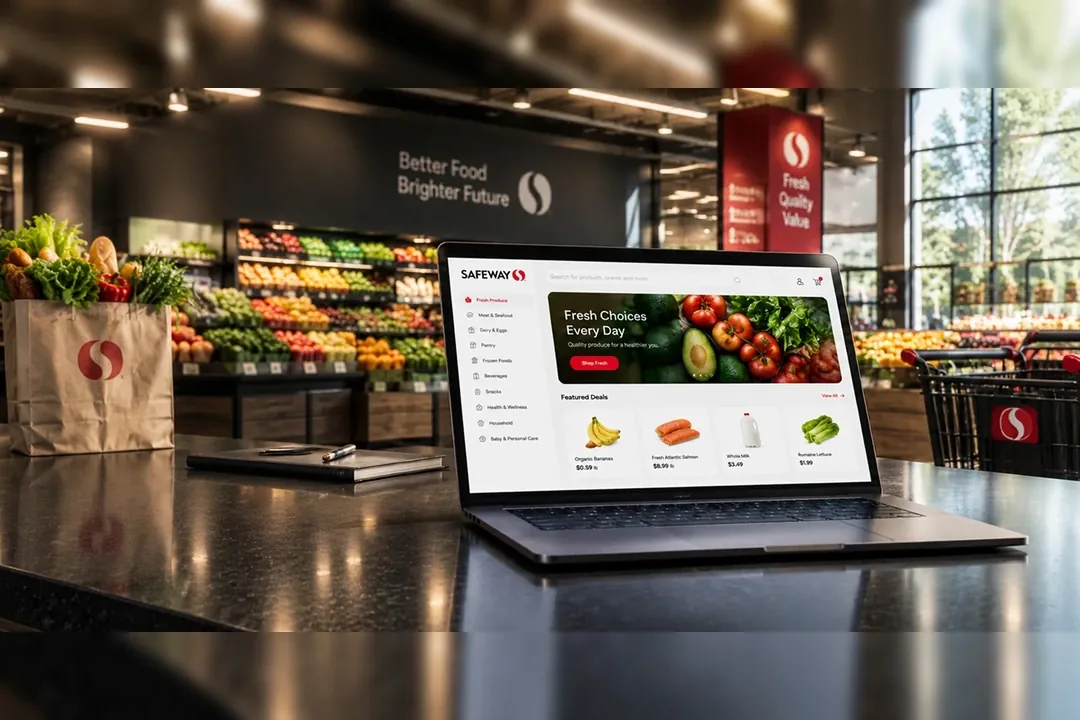 Better Food
Brighter Future
Fresh
Quality
Value
SAFEWAY
Search for products, brands and more
Fresh Produce
Meat & Seafood
Dairy & Eggs
Pantry
Frozen Foods
Beverages
Snacks
Health & Wellness
Household
Baby & Personal Care
Fresh Choices
Every Day
Quality produce for a healthier you.
Shop Fresh
Featured Deals
View All →
Organic Bananas
$0.59 lb
Fresh Atlantic Salmon
$8.99 lb
Whole Milk
$3.49
Romaine Lettuce
$1.99